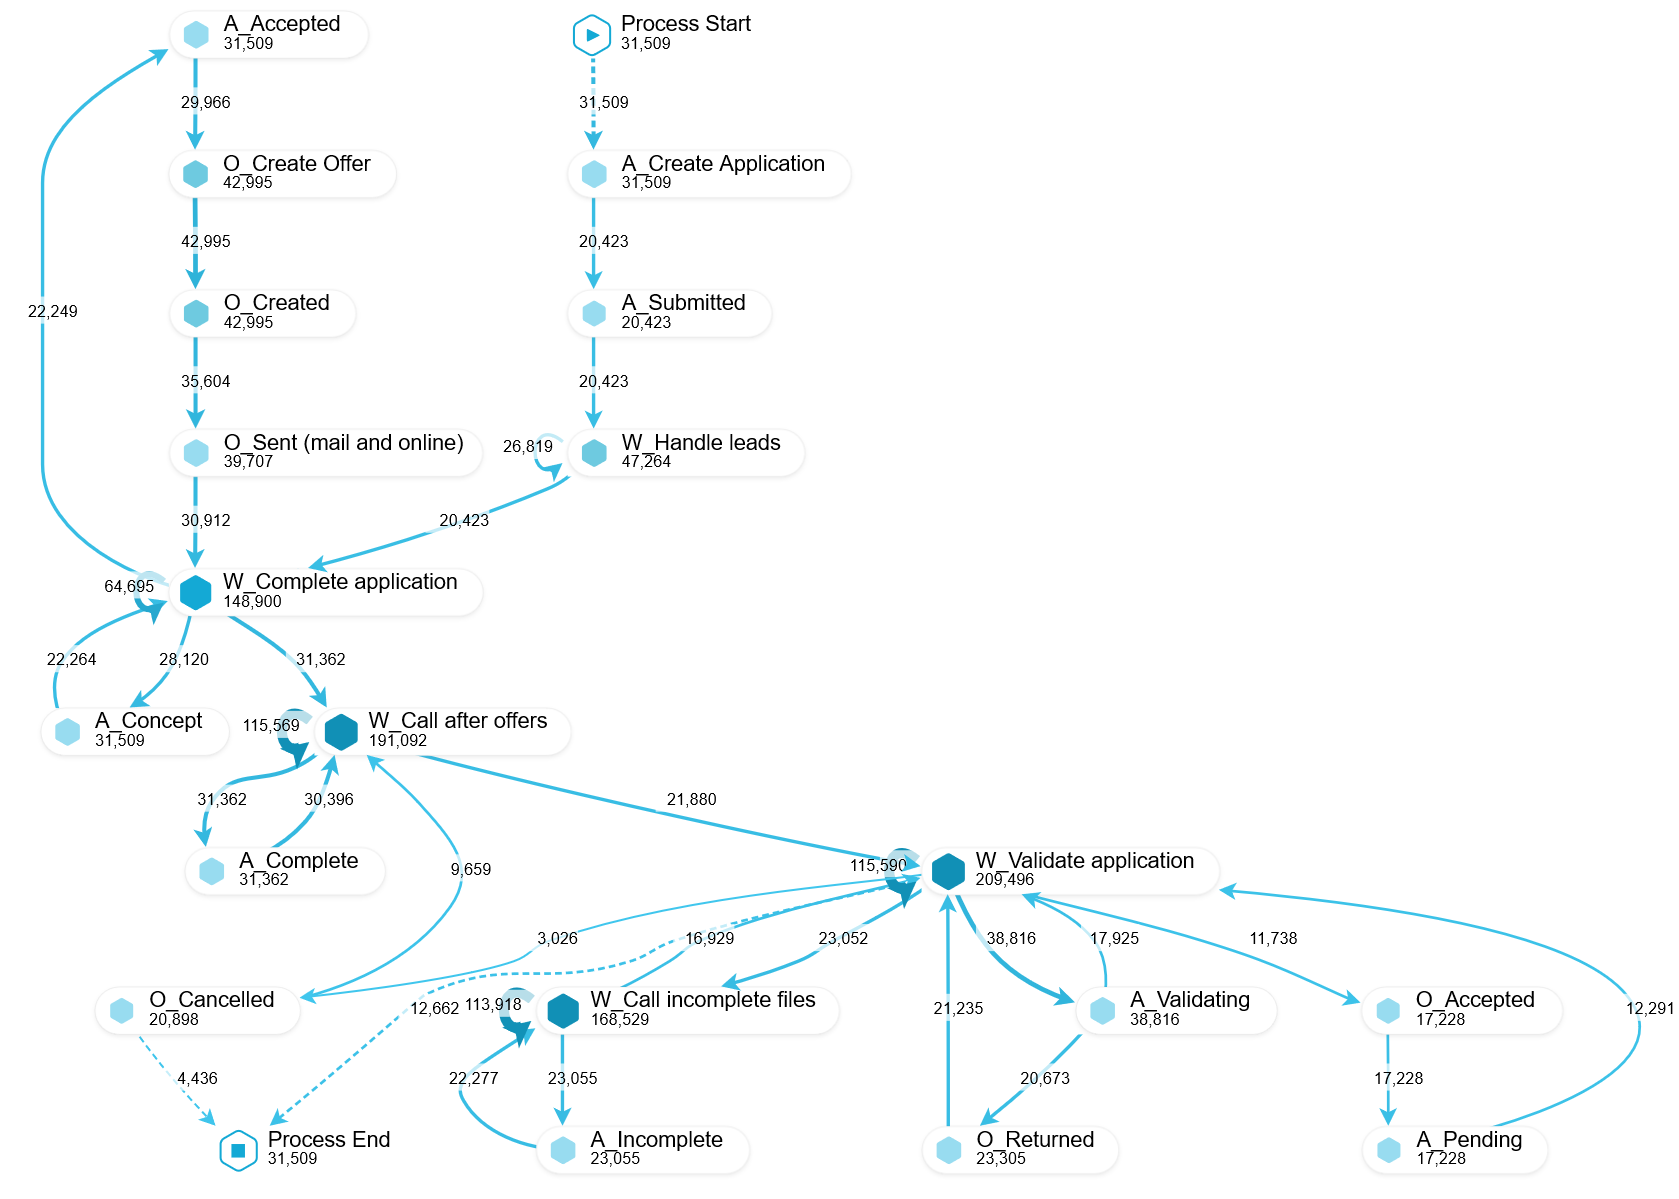 A_Accepted
31,509
Process Start
31,509
29,966
31,509
O_Create Offer
42,995
A_Create Application
31,509
42,995
20,423
O_Created
42,995
A_Submitted
20,423
22,249
35,604
20,423
O_Sent (mail and online)
39,707
26,819
W_Handle leads
47,264
30,912
20,423
64,695
W_Complete application
148,900
22,264
28,120
31,362
A_Concept
31,509
115,569
W_Call after offers
191,092
31,362
30,396
21,880
A_Complete
31,362
9,659
115,590
W_Validate application
209,496
3,026
16,929
23,052
38,816
17,925
11,738
O_Cancelled
20,898
12,662
113,918
W_Call incomplete files
168,529
21,235
A_Validating
38,816
O_Accepted
17,228
12,291
4,436
22,277
23,055
20,673
17,228
Process End
31,509
A_Incomplete
23,055
O_Returned
23,305
A_Pending
17,228